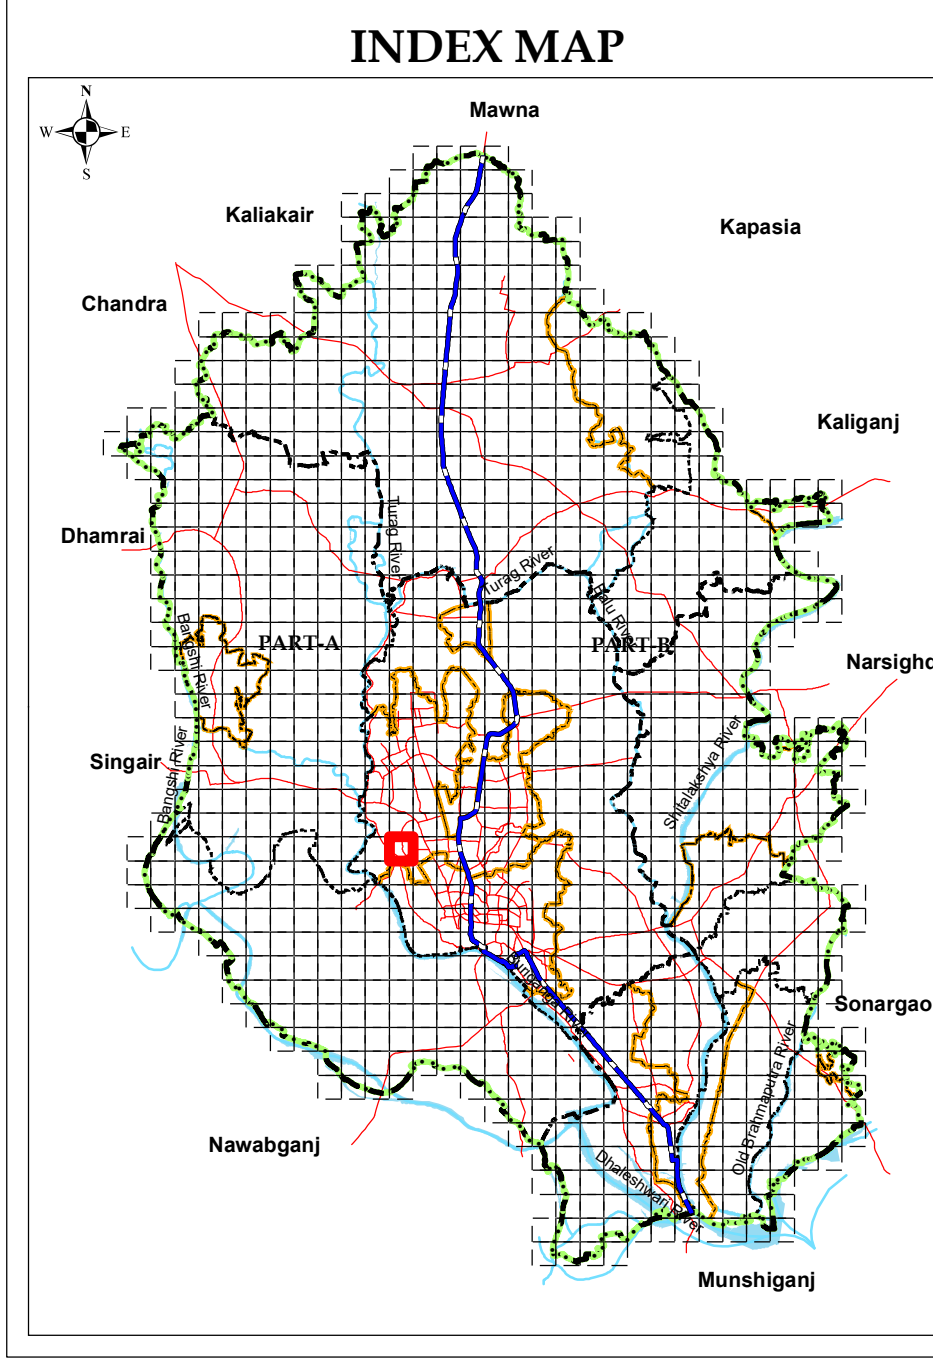 INDEX MAP
N
W E
S
Mawna
Kaliakair
Kapasia
Chandra
Kaliganj
Dhamrai
Turag River
Turag River
Balu River
Bangshi River
PART-A
PART-B
Narsighd
Shitalakshya River
Singair
Bangshi River
Buriganga River
Sonargao
Old Brahmaputra River
Nawabganj
Dhaleshwari River
Munshiganj